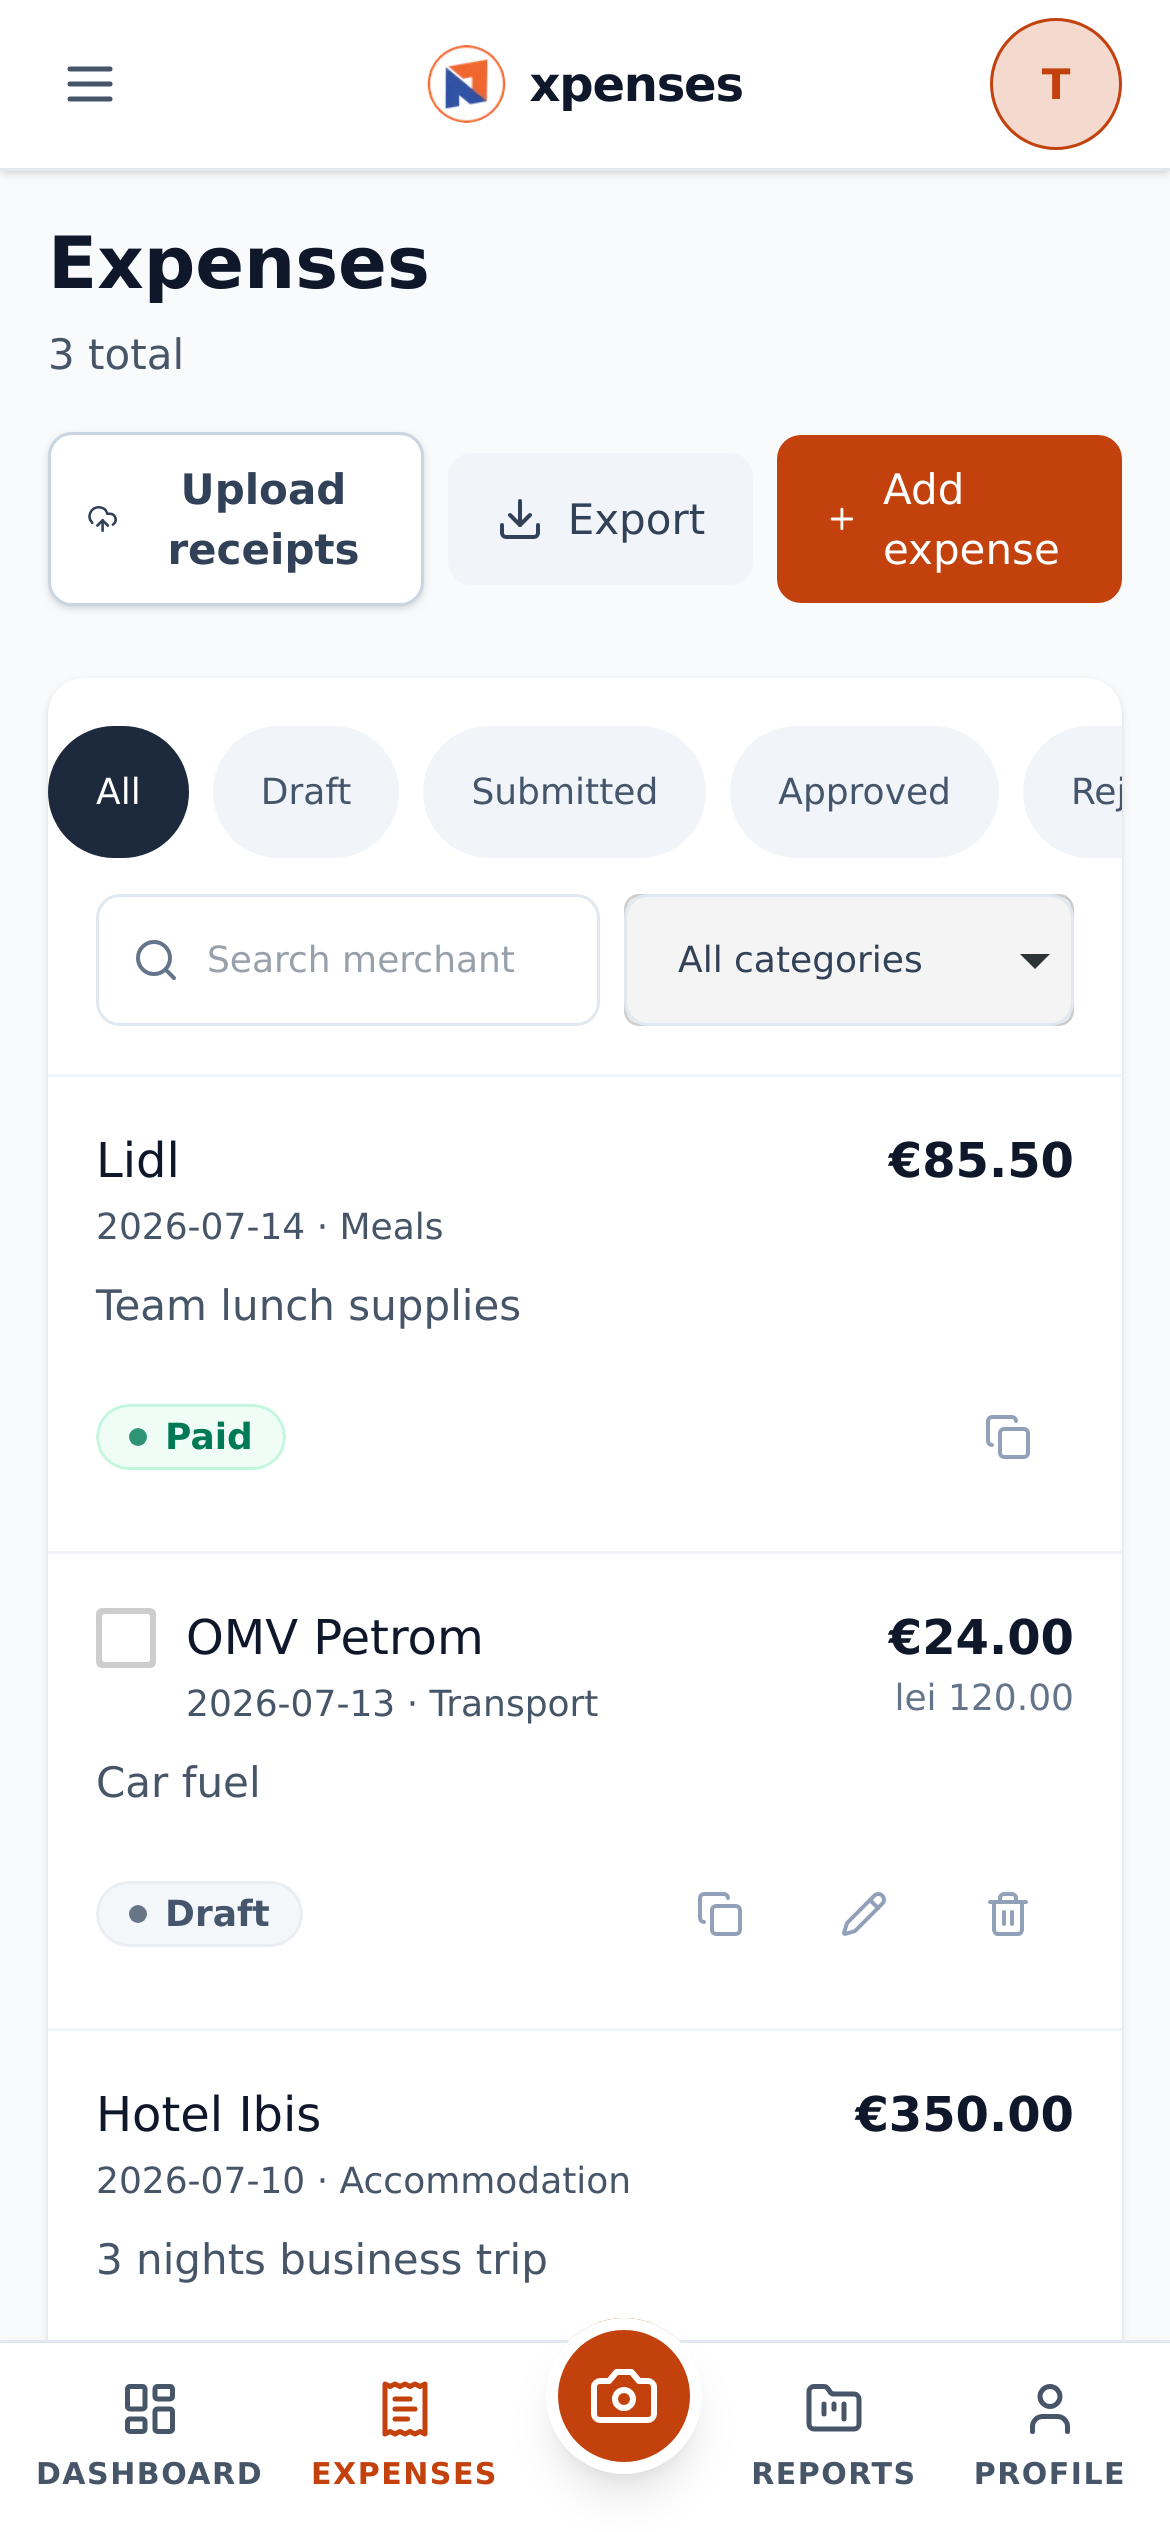 xpenses
T
Expenses
3 total
Upload
receipts
Export
Add
expense
All
Draft
Submitted
Approved
Rej
Search merchant
All categories
Lidl
€85.50
2026-07-14 · Meals
Team lunch supplies
Paid
OMV Petrom
€24.00
2026-07-13 · Transport
lei 120.00
Car fuel
Draft
Hotel Ibis
€350.00
2026-07-10 · Accommodation
3 nights business trip
DASHBOARD
EXPENSES
REPORTS
PROFILE